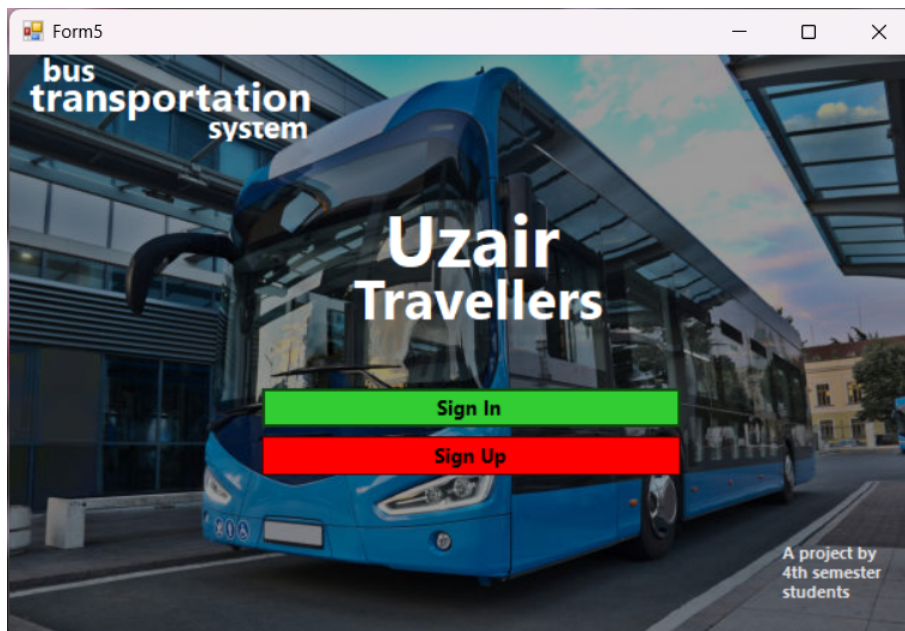 Form5
bus
transportation
system
Uzair
Travellers
Sign In
Sign Up
A project by
4th semester
students